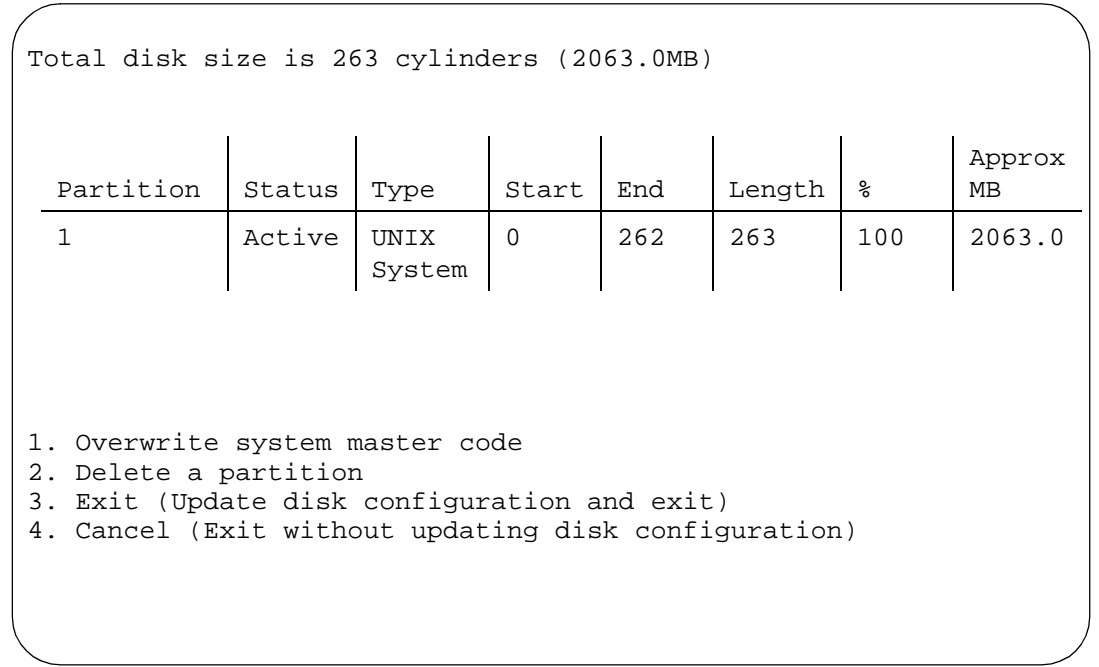 Total disk size is 263 cylinders (2063.0MB)
Approx
Partition Status Type Start End Length % MB
1 Active UNIX 0 262 263 100 2063.0
System
1. Overwrite system master code
2. Delete a partition
3. Exit (Update disk configuration and exit)
4. Cancel (Exit without updating disk configuration)